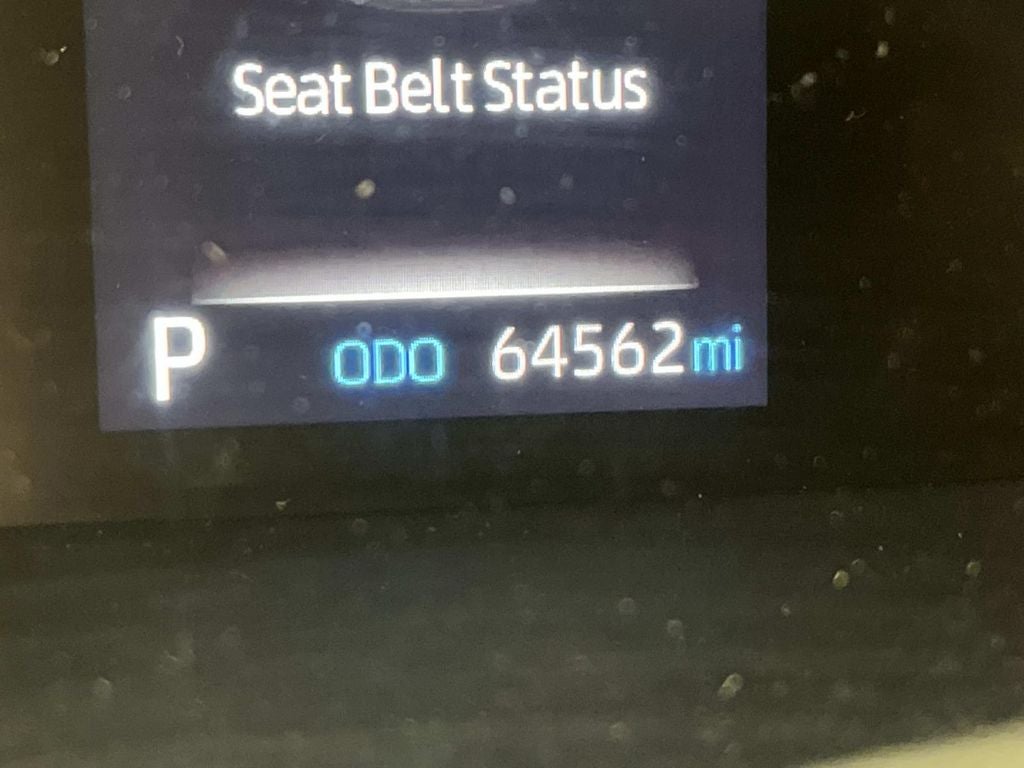 Seat Belt Status
P ODO 64562mi